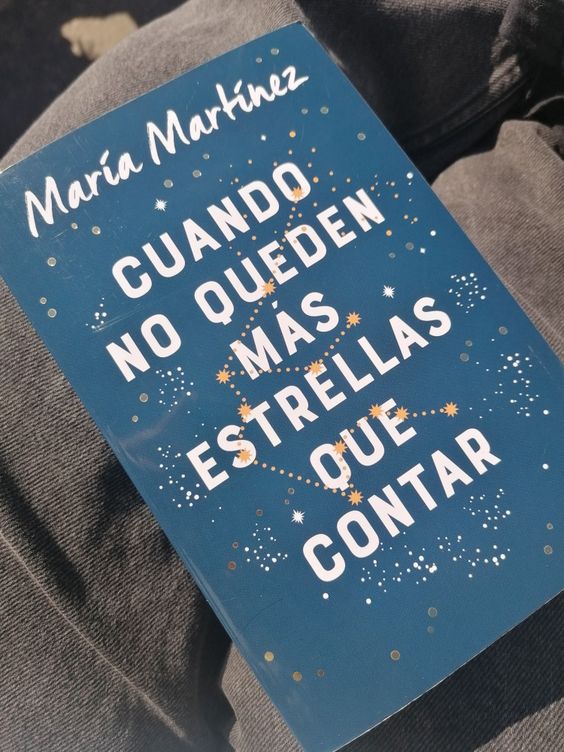 María Martínez
CUANDO
NO QUEDEN
MÁS
ESTRELLAS
QUE
CONTAR